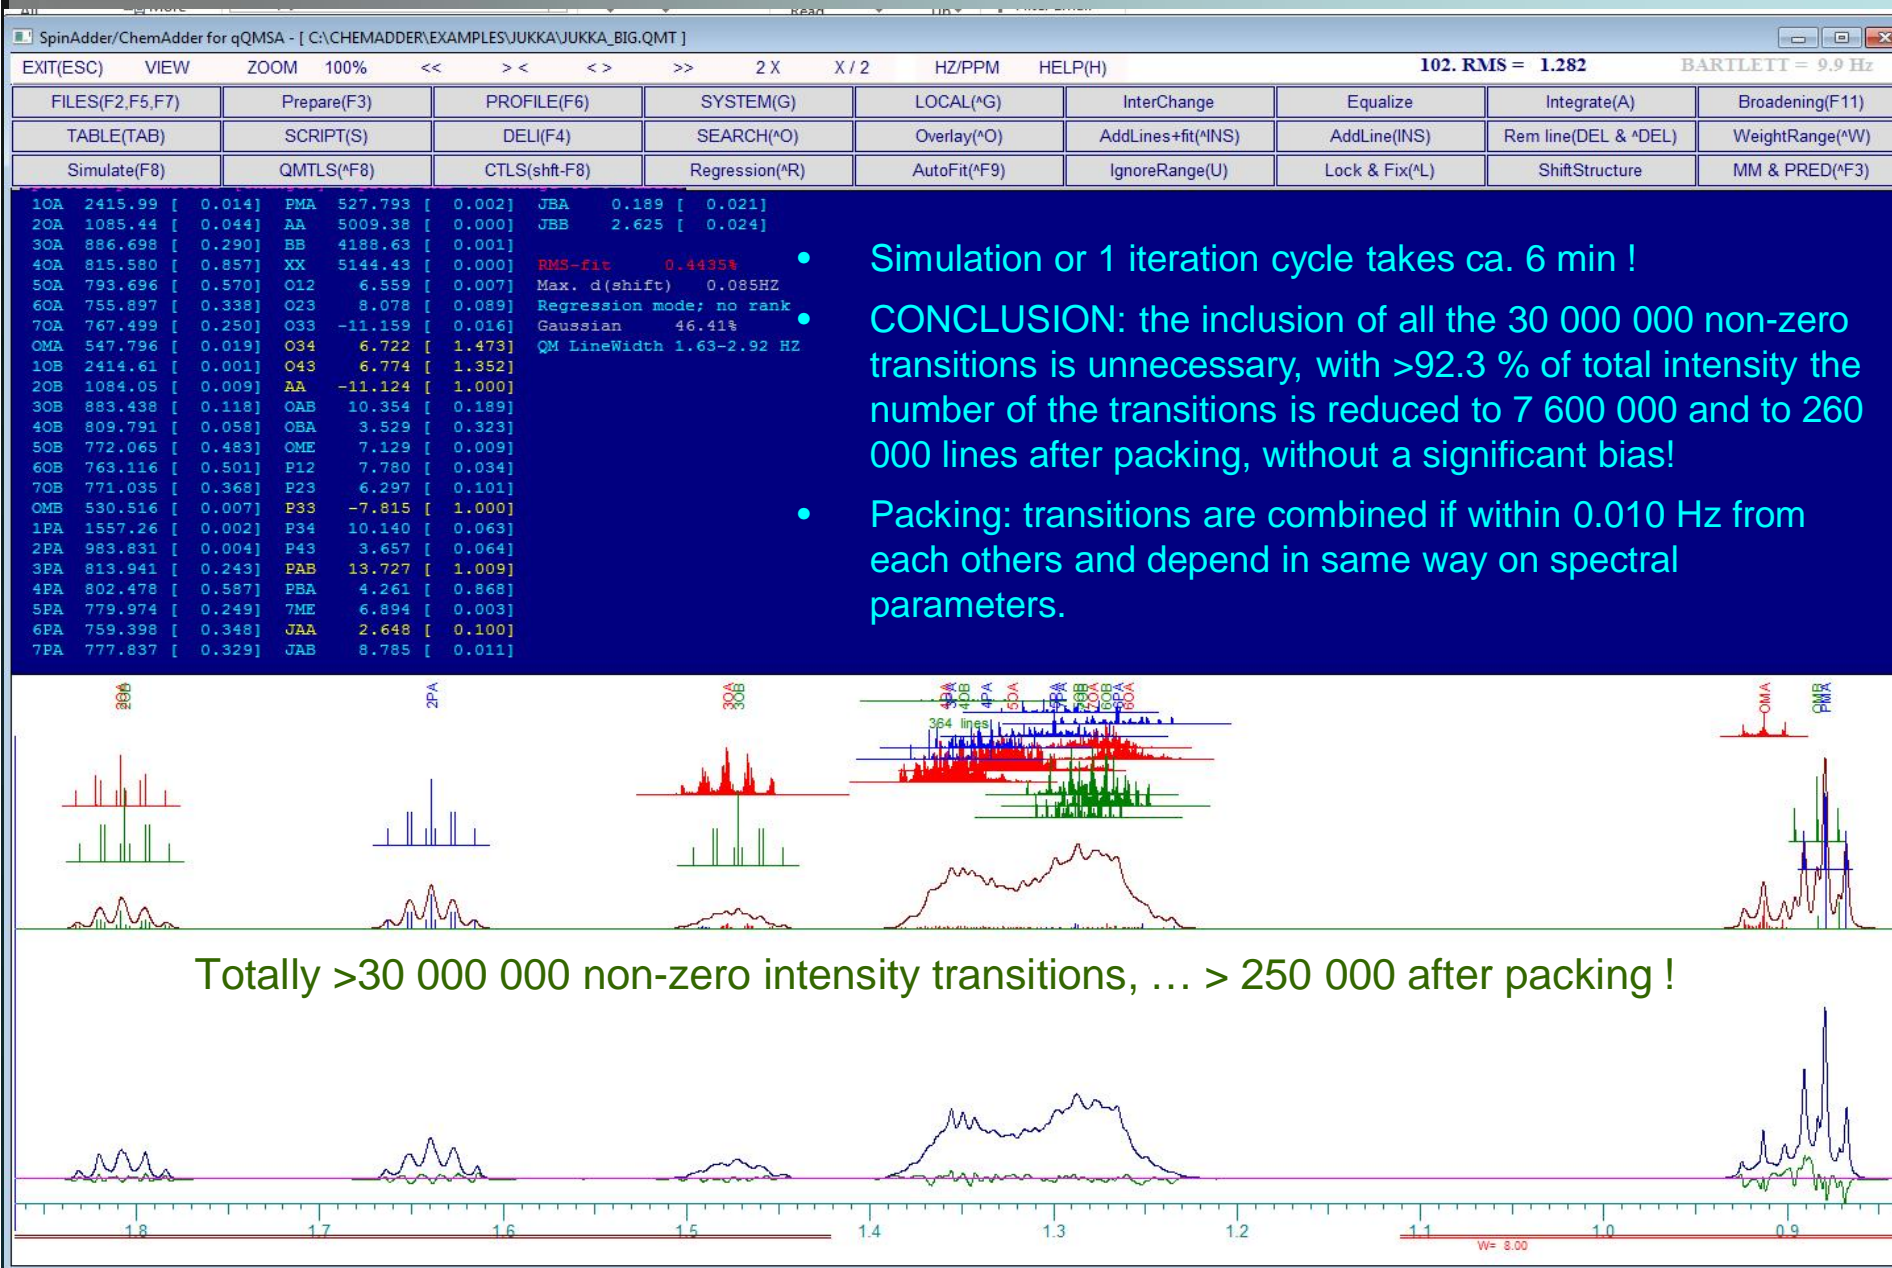 SpinAdder/ChemAdder for qQMSA - [ C:\CHEMADDER\EXAMPLES\JUKKA\JUKKA_BIG.QMT ]
EXIT(ESC) VIEW ZOOM 100% << > < < > >> 2 X X / 2 HZ/PPM HELP(H) 102. RMS = 1.282 BARTLETT = 9.9 Hz
FILES(F2,F5,F7) Prepare(F3) PROFILE(F6) SYSTEM(G) LOCAL(^G) InterChange Equalize Integrate(A) Broadening(F11)
TABLE(TAB) SCRIPT(S) DELI(F4) SEARCH(^O) Overlay(^O) AddLines+fit(^INS) AddLine(INS) Rem line(DEL & ^DEL) WeightRange(^W)
Simulate(F8) QMTLS(^F8) CTLS(shft-F8) Regression(^R) AutoFit(^F9) IgnoreRange(U) Lock & Fix(^L) ShiftStructure MM & PRED(^F3)
1OA 2415.99 [ 0.014] PMA 527.793 [ 0.002] JBA 0.189 [ 0.021]
2OA 1085.44 [ 0.044] AA 5009.38 [ 0.000] JBB 2.625 [ 0.024]
3OA 886.698 [ 0.290] BB 4188.63 [ 0.001]
4OA 815.580 [ 0.857] XX 5144.43 [ 0.000] RMS-fit 0.4435%
5OA 793.696 [ 0.570] O12 6.559 [ 0.007] Max. d(shift) 0.085HZ
6OA 755.897 [ 0.338] O23 8.078 [ 0.089] Regression mode; no rank
7OA 767.499 [ 0.250] O33 -11.159 [ 0.016] Gaussian 46.41%
OMA 547.796 [ 0.019] O34 6.722 [ 1.473] QM LineWidth 1.63-2.92 HZ
1OB 2414.61 [ 0.001] O43 6.774 [ 1.352]
2OB 1084.05 [ 0.009] AA -11.124 [ 1.000]
3OB 883.438 [ 0.118] OAB 10.354 [ 0.189]
4OB 809.791 [ 0.058] OBA 3.529 [ 0.323]
5OB 772.065 [ 0.483] OME 7.129 [ 0.009]
6OB 763.116 [ 0.501] P12 7.780 [ 0.034]
7OB 771.035 [ 0.368] P23 6.297 [ 0.101]
OMB 530.516 [ 0.007] P33 -7.815 [ 1.000]
1PA 1557.26 [ 0.002] P34 10.140 [ 0.063]
2PA 983.831 [ 0.004] P43 3.657 [ 0.064]
3PA 813.941 [ 0.243] PAB 13.727 [ 1.009]
4PA 802.478 [ 0.587] PBA 4.261 [ 0.868]
5PA 779.974 [ 0.249] 7ME 6.894 [ 0.003]
6PA 759.398 [ 0.348] JAA 2.648 [ 0.100]
7PA 777.837 [ 0.329] JAB 8.785 [ 0.011]
• Simulation or 1 iteration cycle takes ca. 6 min !
• CONCLUSION: the inclusion of all the 30 000 000 non-zero
transitions is unnecessary, with >92.3 % of total intensity the
number of the transitions is reduced to 7 600 000 and to 260
000 lines after packing, without a significant bias!
• Packing: transitions are combined if within 0.010 Hz from
each others and depend in same way on spectral
parameters.
2OB 2PA 3OA 3OB 4OB 4PA 5OA 6OB 6PA 6OA OMA OMB PMA
364 lines
Totally >30 000 000 non-zero intensity transitions, … > 250 000 after packing !
1.8 1.7 1.6 1.5 1.4 1.3 1.2 1.1 1.0 0.9
W= 8.00